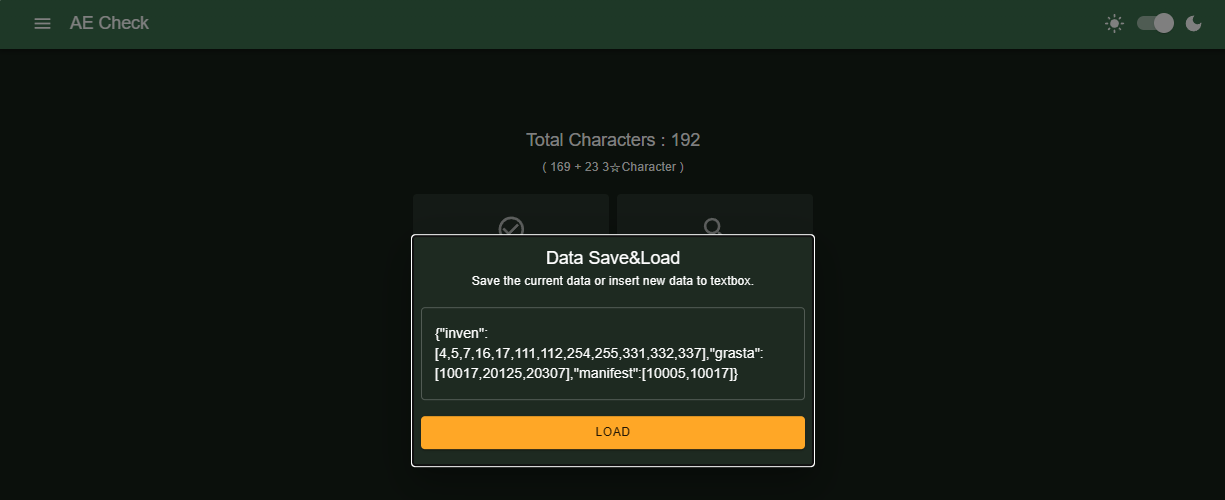 AE Check
Total Characters : 192
( 169 + 23 3☆Character )
Data Save&Load
Save the current data or insert new data to textbox.
{"inven":
[4,5,7,16,17,111,112,254,255,331,332,337],"grasta":
[10017,20125,20307],"manifest":[10005,10017]}
LOAD